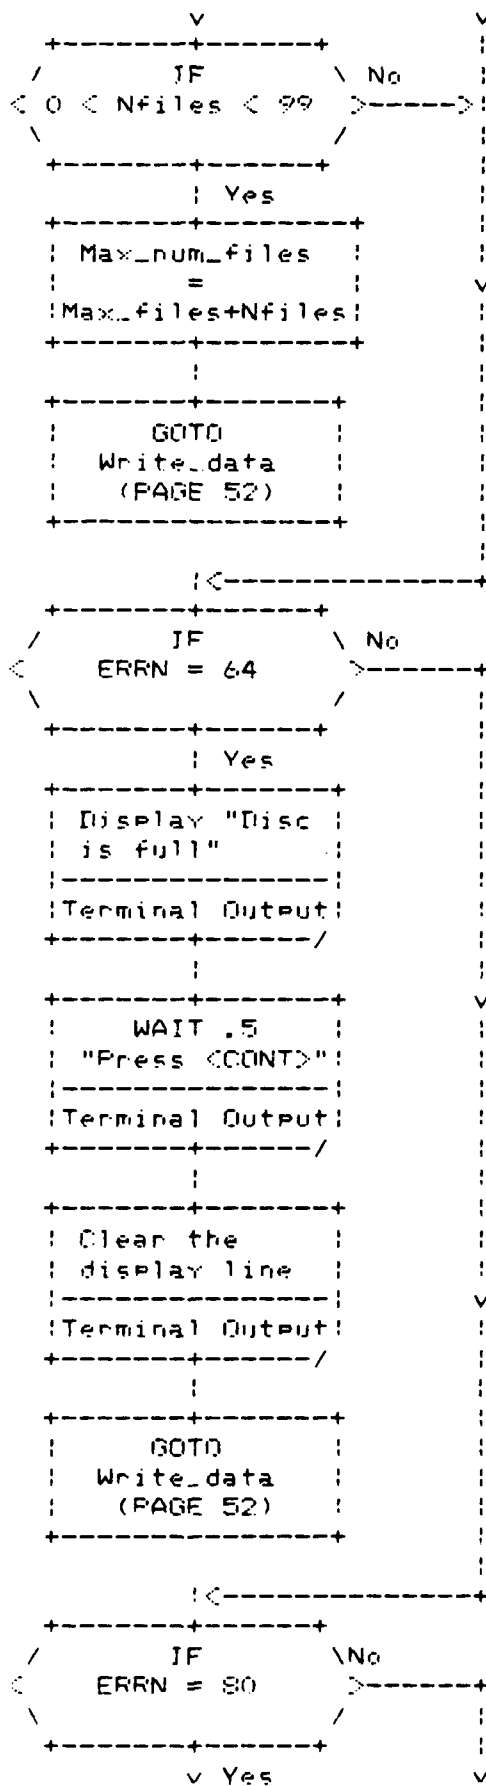 IF
No
0 < Nfiles < 99
Yes
Max_num_files
=
Max_files+Nfiles
GOTO
Write_data
(PAGE 52)
IF
No
ERRN = 64
Yes
Display "Disc
is full"
Terminal Output
WAIT .5
"Press <CONT>"
Terminal Output
Clear the
display line
Terminal Output
GOTO
Write_data
(PAGE 52)
IF
No
ERRN = 80
Yes